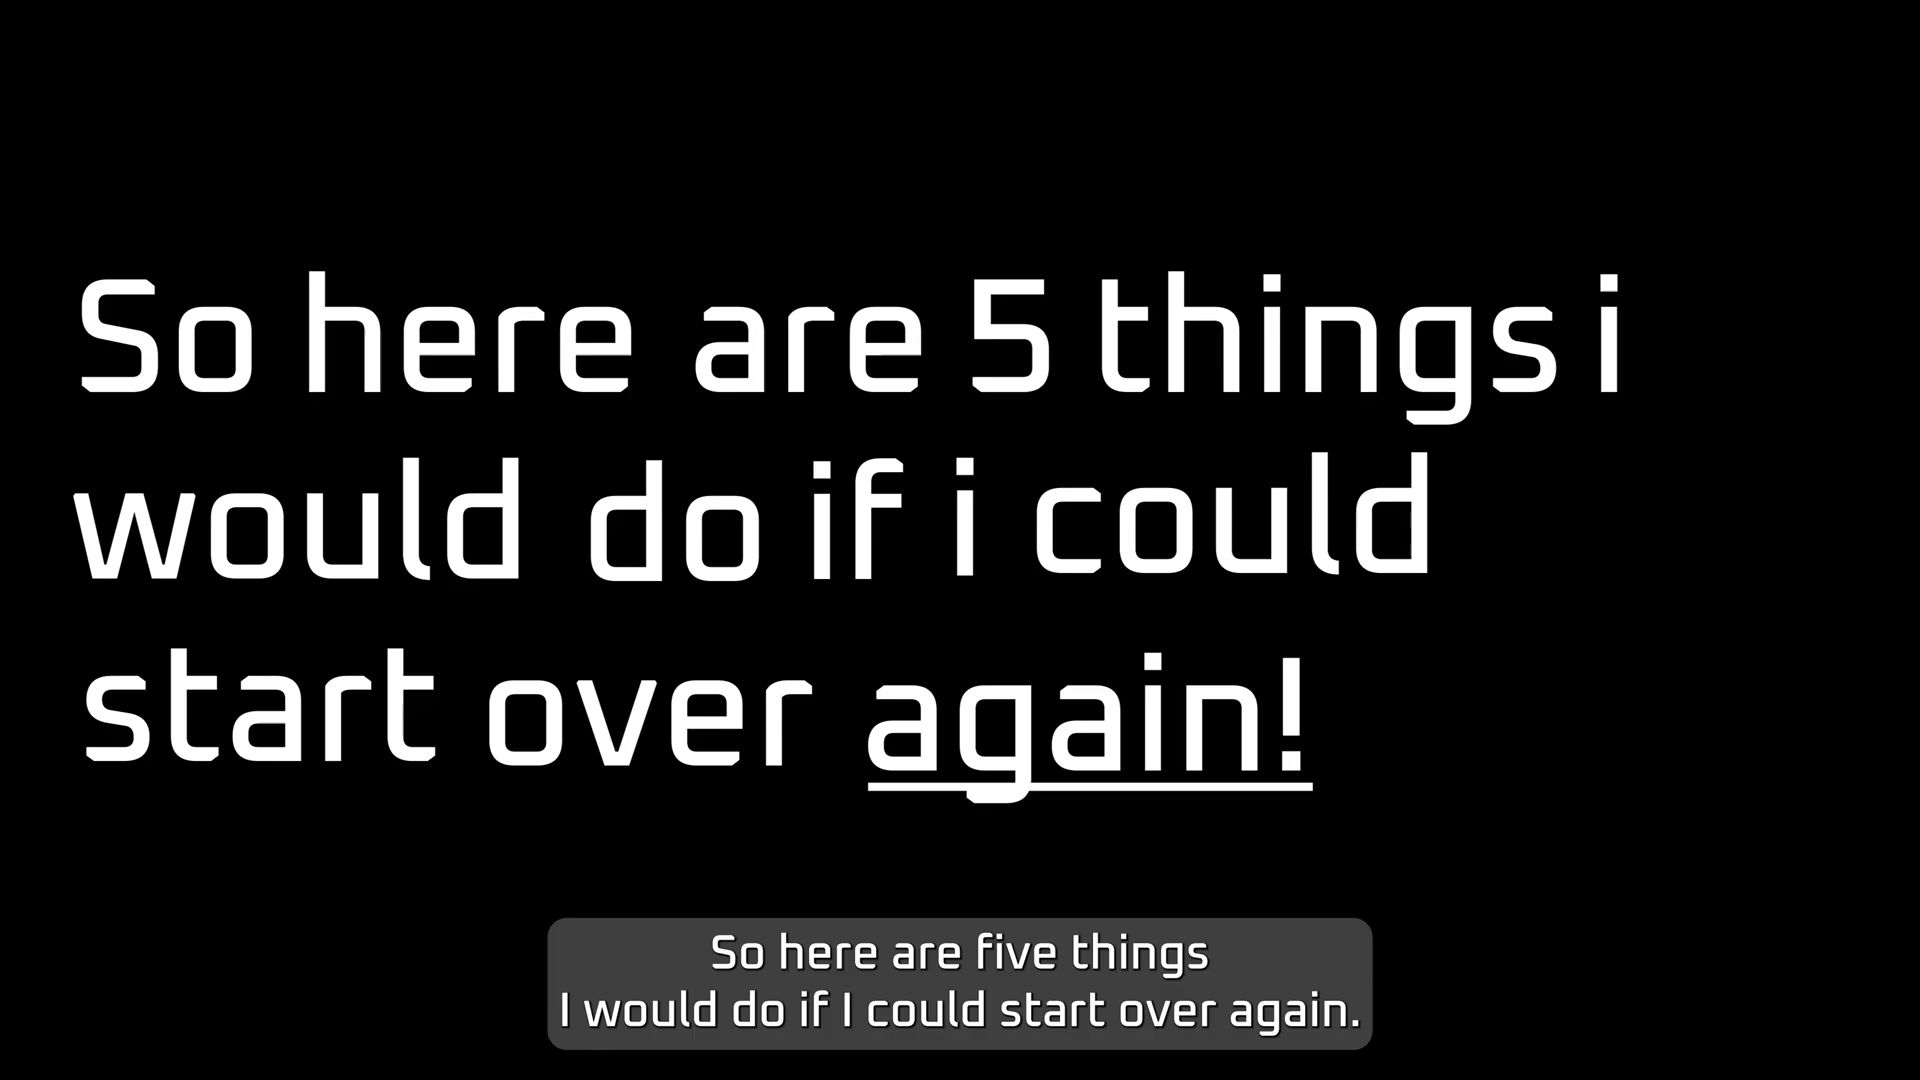 So here are 5 things i
would do if i could
start over again!
So here are five things
I would do if I could start over again.